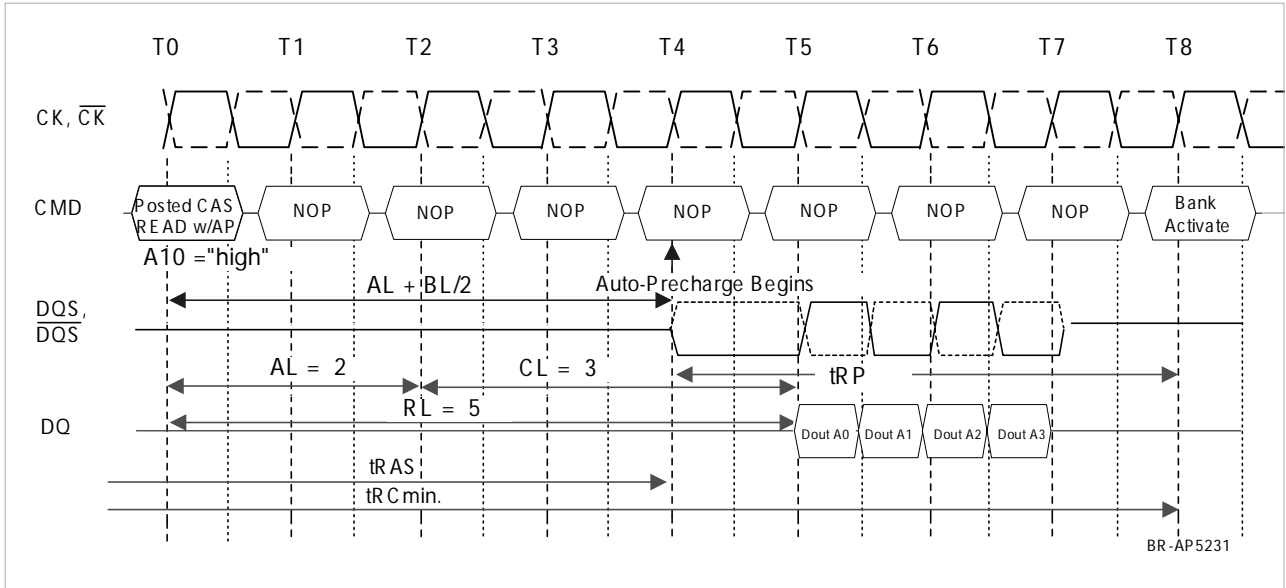 T0 T1 T2 T3 T4 T5 T6 T7 T8
CK, CK
CMD
Posted CAS
READ w/AP
NOP NOP NOP NOP NOP NOP NOP
Bank
Activate
A10 ="high"
AL + BL/2
Auto-Precharge Begins
DQS,
DQS
AL = 2
CL = 3
tRP
RL = 5
DQ
Dout A0 Dout A1 Dout A2 Dout A3
tRAS
tRCmin.
BR-AP5231